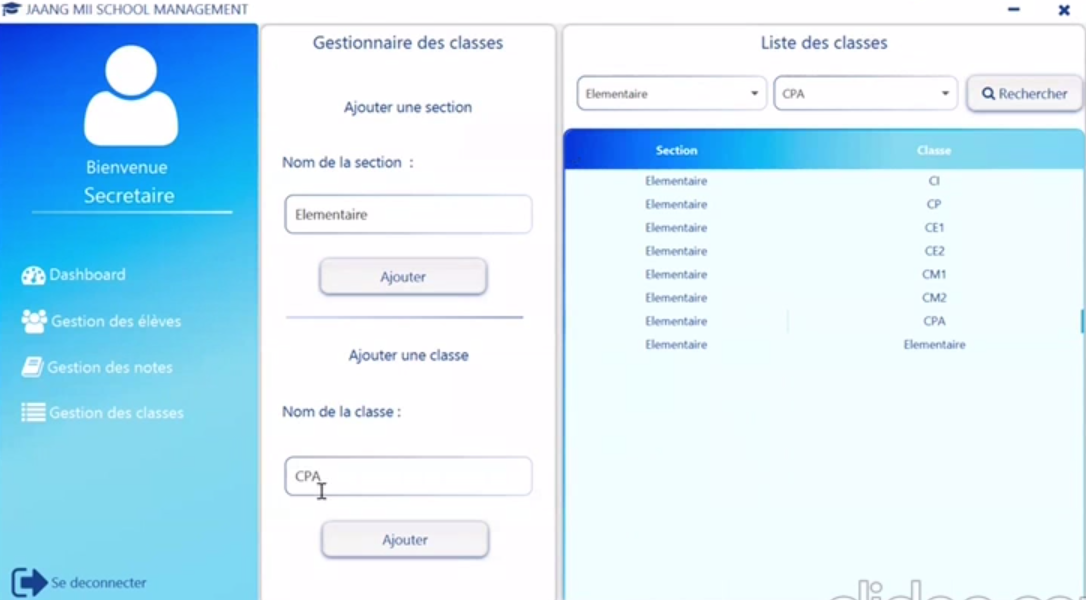 JAANG MII SCHOOL MANAGEMENT
Bienvenue
Secretaire
Dashboard
Gestion des élèves
Gestion des notes
Gestion des classes
Se deconnecter
Gestionnaire des classes
Ajouter une section
Nom de la section :
Elementaire
Ajouter
Ajouter une classe
Nom de la classe :
CPA
Ajouter
Liste des classes
Elementaire CPA Rechercher
Section Classe
Elementaire CI
Elementaire CP
Elementaire CE1
Elementaire CE2
Elementaire CM1
Elementaire CM2
Elementaire CPA
Elementaire Elementaire